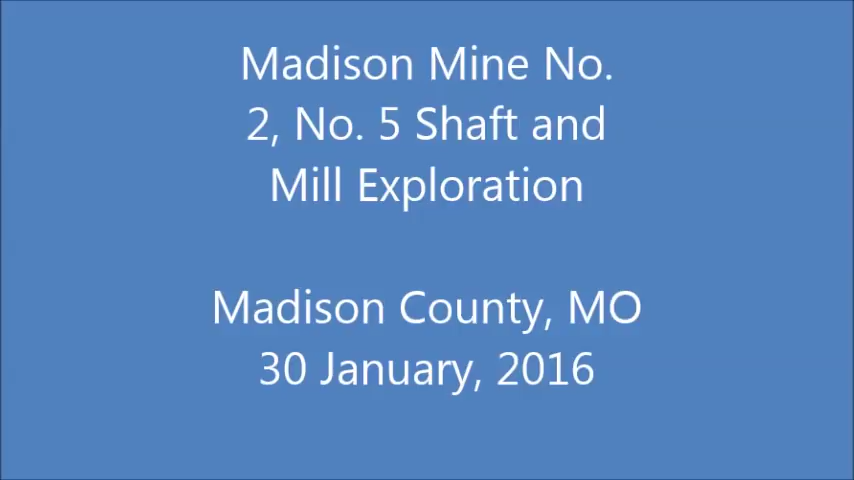 Madison Mine No.
2, No. 5 Shaft and
Mill Exploration
Madison County, MO
30 January, 2016